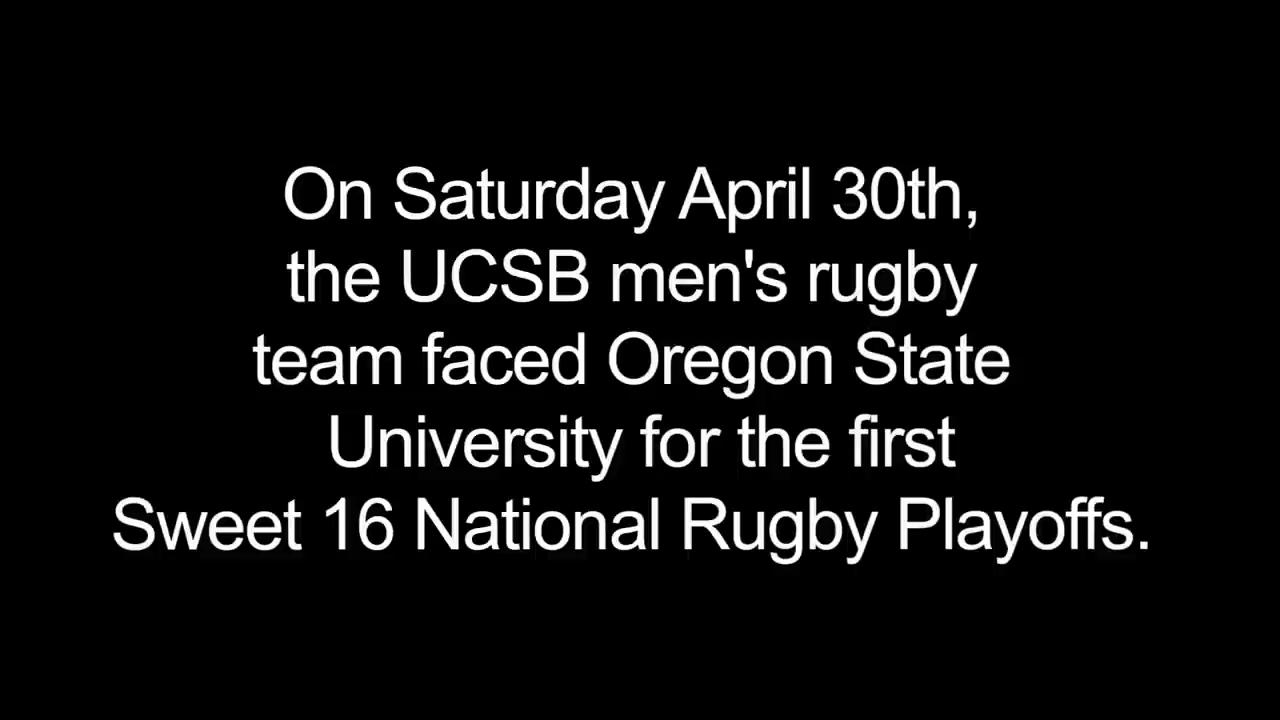 On Saturday April 30th,
the UCSB men's rugby
team faced Oregon State
University for the first
Sweet 16 National Rugby Playoffs.